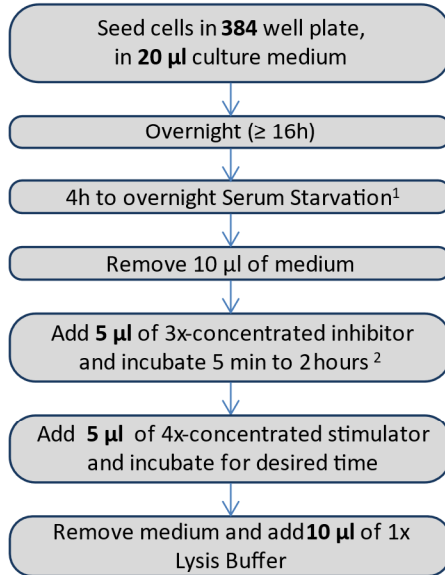 Seed cells in 384 well plate,
in 20 µl culture medium
Overnight (≥ 16h)
4h to overnight Serum Starvation¹
Remove 10 µl of medium
Add 5 µl of 3x-concentrated inhibitor
and incubate 5 min to 2hours ²
Add 5 µl of 4x-concentrated stimulator
and incubate for desired time
Remove medium and add 10 µl of 1x
Lysis Buffer